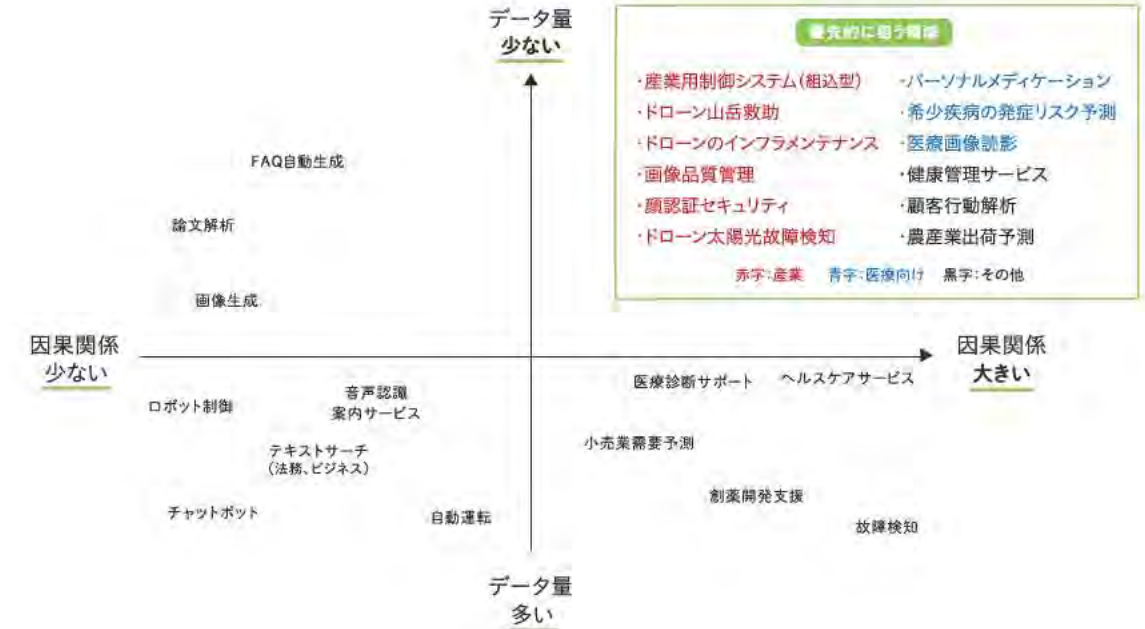 データ量
少ない
優先的に狙う領域
・産業用制御システム(組込型)
・ドローン山岳救助
・ドローンのインフラメンテナンス
・画像品質管理
・顔認証セキュリティ
・ドローン太陽光故障検知
・パーソナルメディケーション
・希少疾病の発症リスク予測
・医療画像読影
・健康管理サービス
・顧客行動解析
・農産業出荷予測
赤字:産業 青字:医療向け 黒字:その他
FAQ自動生成
論文解析
画像生成
因果関係
少ない
因果関係
大きい
ロボット制御
音声認識
案内サービス
テキストサーチ
(法務、ビジネス)
チャットボット
自動運転
医療診断サポート
ヘルスケアサービス
小売業需要予測
創薬開発支援
故障検知
データ量
多い